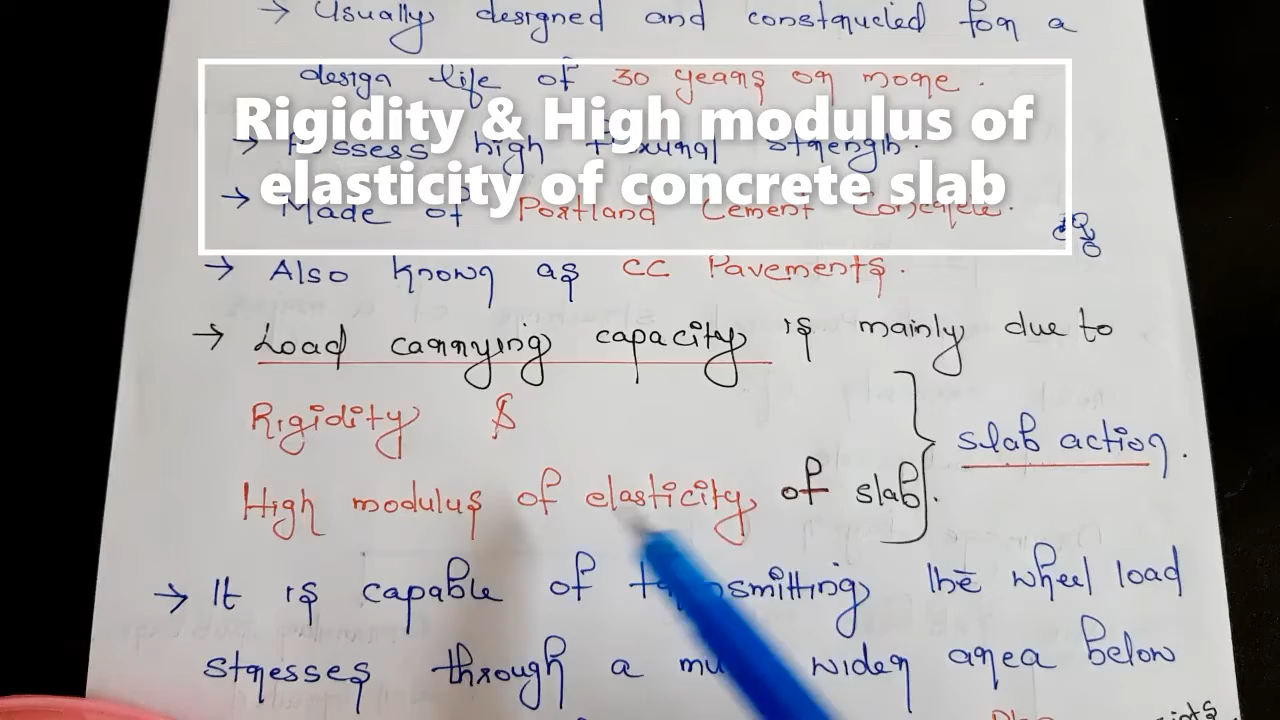 → Usually designed and constructed for a
design life of 30 years or more.
Rigidity & High modulus of
elasticity of concrete slab
→ Possess high flexural strength.
→ Made of Portland Cement Concrete.
→ Also known as CC Pavements.
→ Load carrying capacity is mainly due to
Rigidity &
High modulus of elasticity of slab.
slab action.
→ It is capable of transmitting the wheel load
stresses through a wider area below